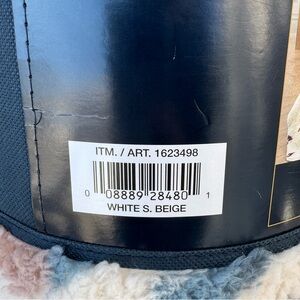 ITM. / ART. 1623498
0 08889 28480 1
WHITE S. BEIGE